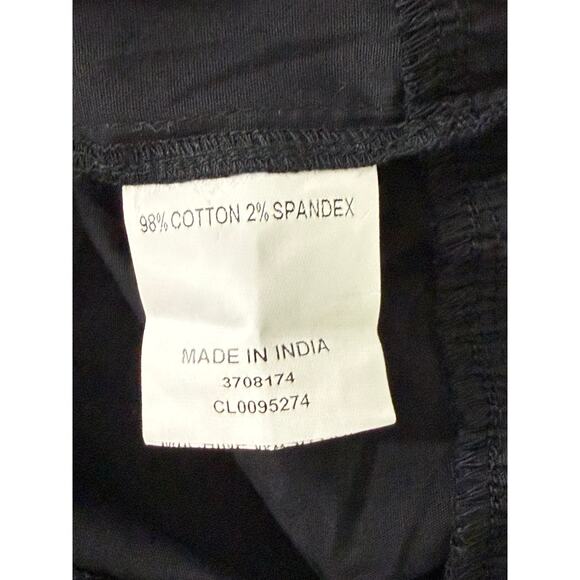 98% COTTON 2% SPANDEX
MADE IN INDIA
3708174
CL0095274